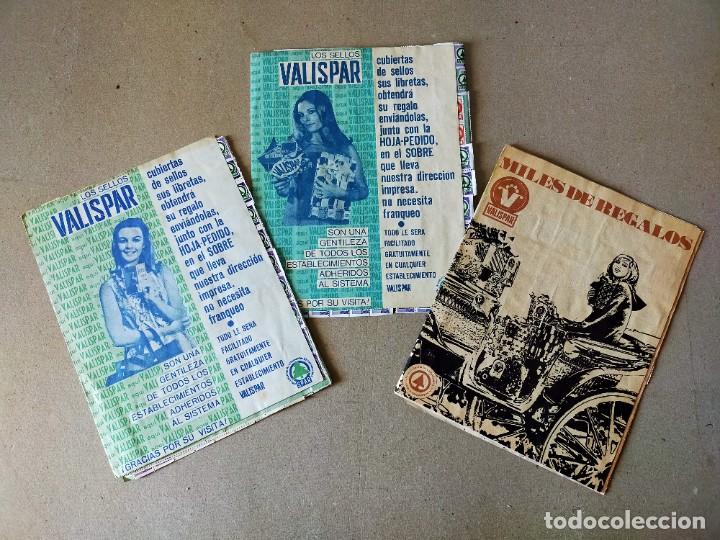 LOS SELLOS
VALISPAR
cubiertas
de sellos
sus libretas,
obtendra
su regalo
enviándolas,
junto con la
HOJA-PEDIDO,
en el SOBRE
que lleva
nuestra dirección
impresa.
no necesita
franqueo
SON UNA
GENTILEZA
DE TODOS LOS
ESTABLECIMIENTOS
ADHERIDOS
AL SISTEMA
¡GRACIAS POR SU VISITA!
TODO LE SERA
FACILITADO
GRATUITAMENTE
EN CUALQUIER
ESTABLECIMIENTO
VALISPAR
SPAR
LOS SELLOS
VALISPAR
cubiertas
de sellos
sus libretas,
obtendrá
su regalo
enviándolas,
junto con la
HOJA-PEDIDO,
en el SOBRE
que lleva
nuestra direccion
impresa.
no necesita
franqueo
VALISPAR
SON UNA
GENTILEZA
DE TODOS LOS
ESTABLECIMIENTOS
ADHERIDOS
AL SISTEMA
POR SU VISITA!
TODO LE SERA
FACILITADO
GRATUITAMENTE
EN CUALQUIER
ESTABLECIMIENTO
VALISPAR
MILES DE REGALOS
V
VALISPAR
todocoleccion
todocoleccion.net